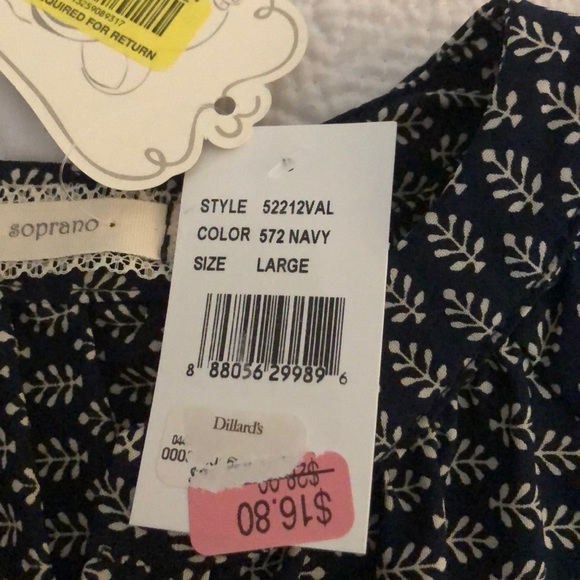 3259089317
REQUIRED FOR RETURN
soprano
STYLE 52212VAL
COLOR 572 NAVY
SIZE LARGE
8 88056 29989 6
Dillard's
$28.00
$16.80